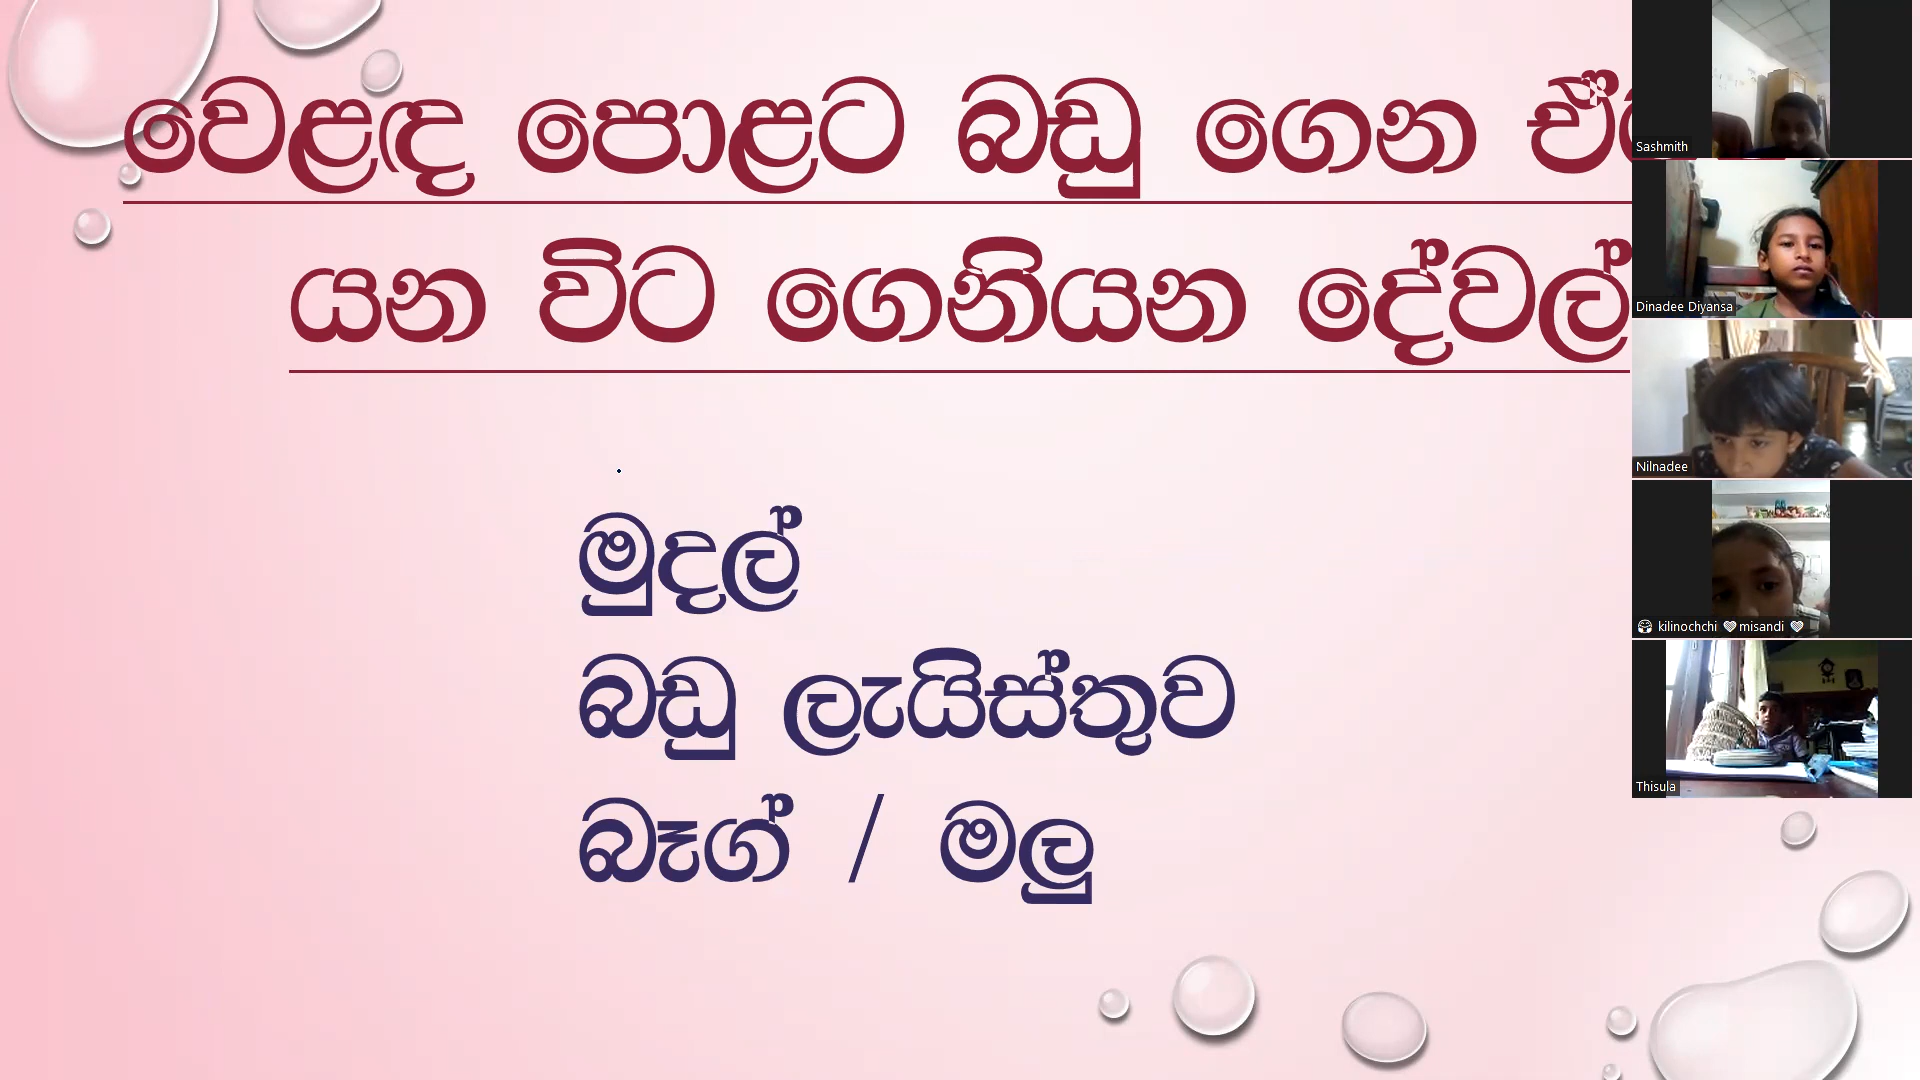 වෙළඳ පොළට බඩු ගෙන
යන විට ගෙනියන දේවල්
මුදල්
බඩු ලැයිස්තුව
බෑග් / මලු
Sashmith
Dinadee Diyansa
Nilnadee
kilinochchi 🤍misandi 🤍
Thisula